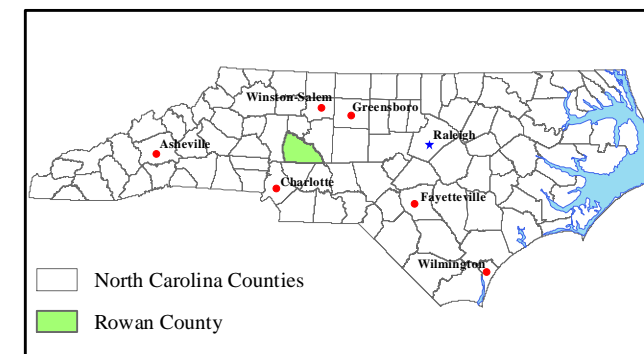 Winston-Salem
Greensboro
Raleigh
Asheville
Charlotte
Fayetteville
Wilmington
North Carolina Counties
Rowan County